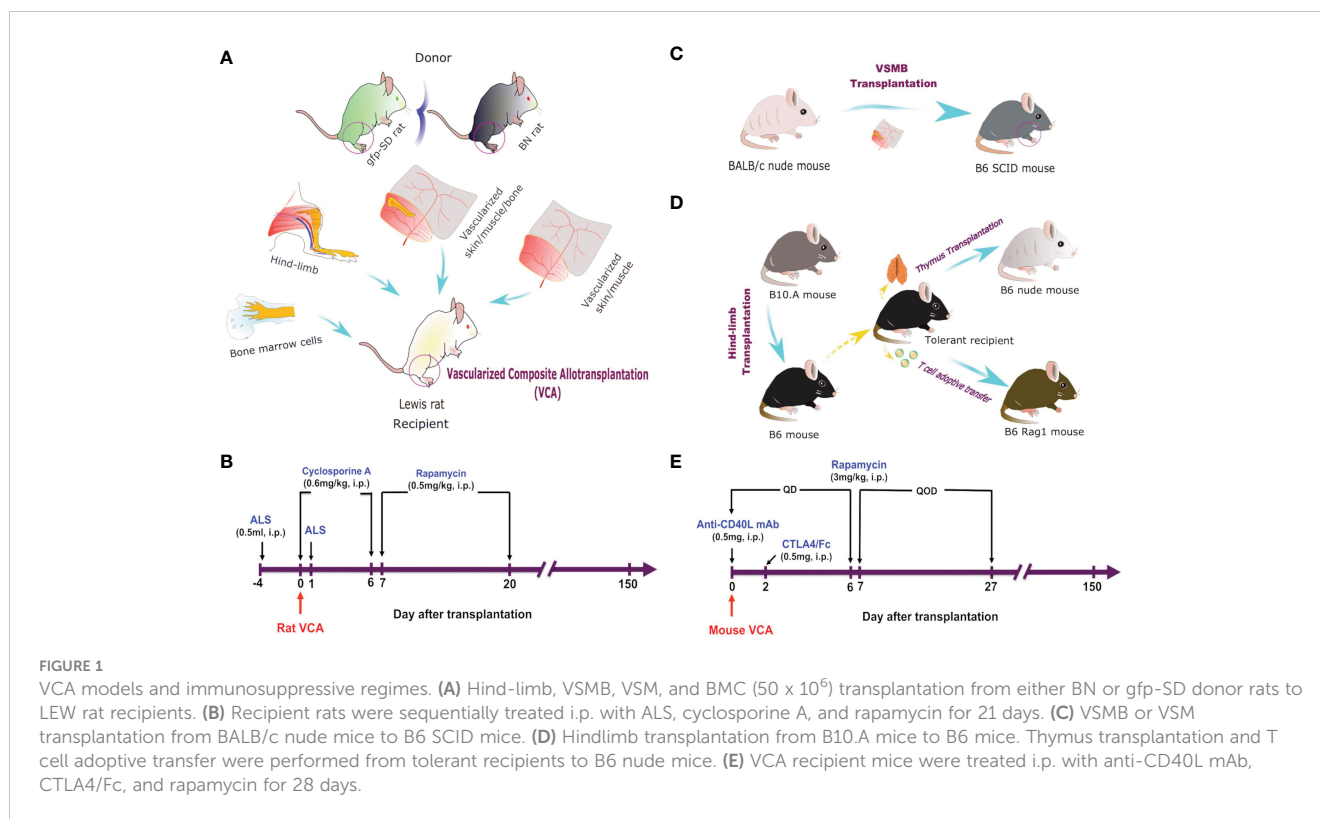 A
Donor
gfp-SD rat
BN rat
Hind-limb
Vascularized
skin/muscle/bone
Vascularized
skin/muscle
Bone marrow cells
Vascularized Composite Allotransplantation
(VCA)
Lewis rat
Recipient
B
Cyclosporine A
(0.6mg/kg, i.p.)
Rapamycin
(0.5mg/kg, i.p.)
ALS
(0.5ml, i.p.)
ALS
-4
0
1
6
7
20
150
Day after transplantation
Rat VCA
C
VSMB
Transplantation
BALB/c nude mouse
B6 SCID mouse
D
B10.A mouse
Hind-limb
Transplantation
B6 mouse
Thymus Transplantation
B6 nude mouse
Tolerant recipient
T cell adoptive transfer
B6 Rag1 mouse
E
Rapamycin
(3mg/kg, i.p.)
QD
QOD
Anti-CD40L mAb
(0.5mg, i.p.)
CTLA4/Fc
(0.5mg, i.p.)
0
2
6
7
27
150
Day after transplantation
Mouse VCA
FIGURE 1
VCA models and immunosuppressive regimes. (A) Hind-limb, VSMB, VSM, and BMC (50 x 10⁶) transplantation from either BN or gfp-SD donor rats to
LEW rat recipients. (B) Recipient rats were sequentially treated i.p. with ALS, cyclosporine A, and rapamycin for 21 days. (C) VSMB or VSM
transplantation from BALB/c nude mice to B6 SCID mice. (D) Hindlimb transplantation from B10.A mice to B6 mice. Thymus transplantation and T
cell adoptive transfer were performed from tolerant recipients to B6 nude mice. (E) VCA recipient mice were treated i.p. with anti-CD40L mAb,
CTLA4/Fc, and rapamycin for 28 days.